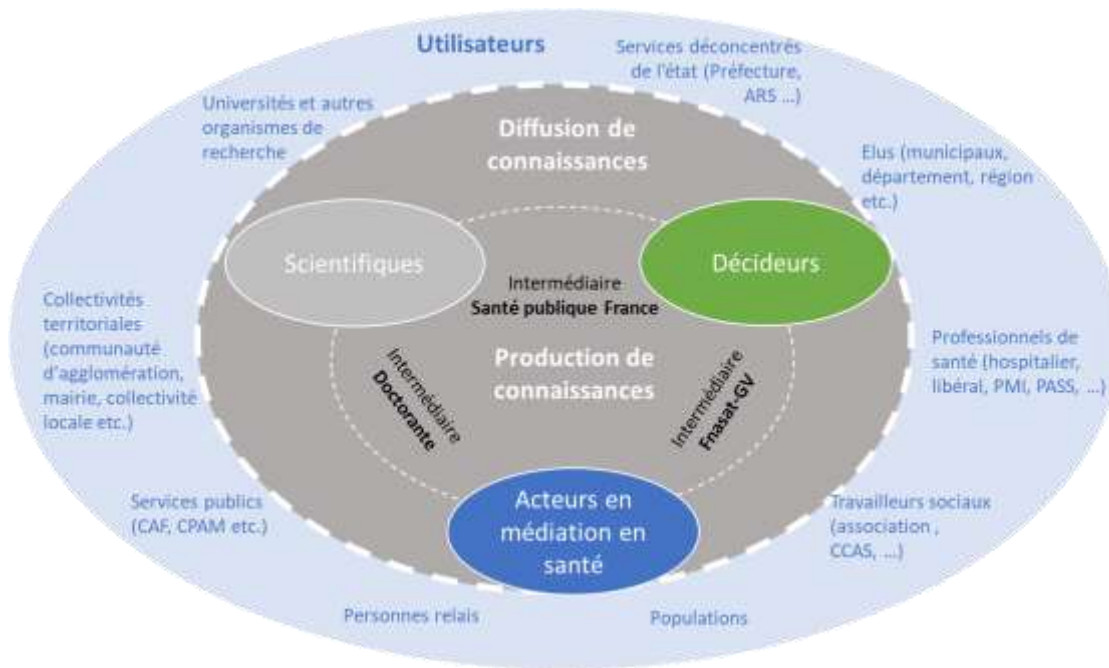 Utilisateurs
Services déconcentrés
de l'état (Préfecture,
ARS ...)
Universités et autres
organismes de
recherche
Diffusion de
connaissances
Elus (municipaux,
département, région
etc.)
Scientifiques
Décideurs
Intermédiaire
Santé publique France
Collectivités
territoriales
(communauté
d'agglomération,
mairie, collectivité
locale etc.)
Professionnels de
santé (hospitalier,
libéral, PMI, PASS, ...)
Production de
connaissances
Intermédiaire
Doctorante
Intermédiaire
Fnasat-GV
Acteurs en
médiation en
santé
Services publics
(CAF, CPAM etc.)
Travailleurs sociaux
(association ,
CCAS, ...)
Personnes relais
Populations